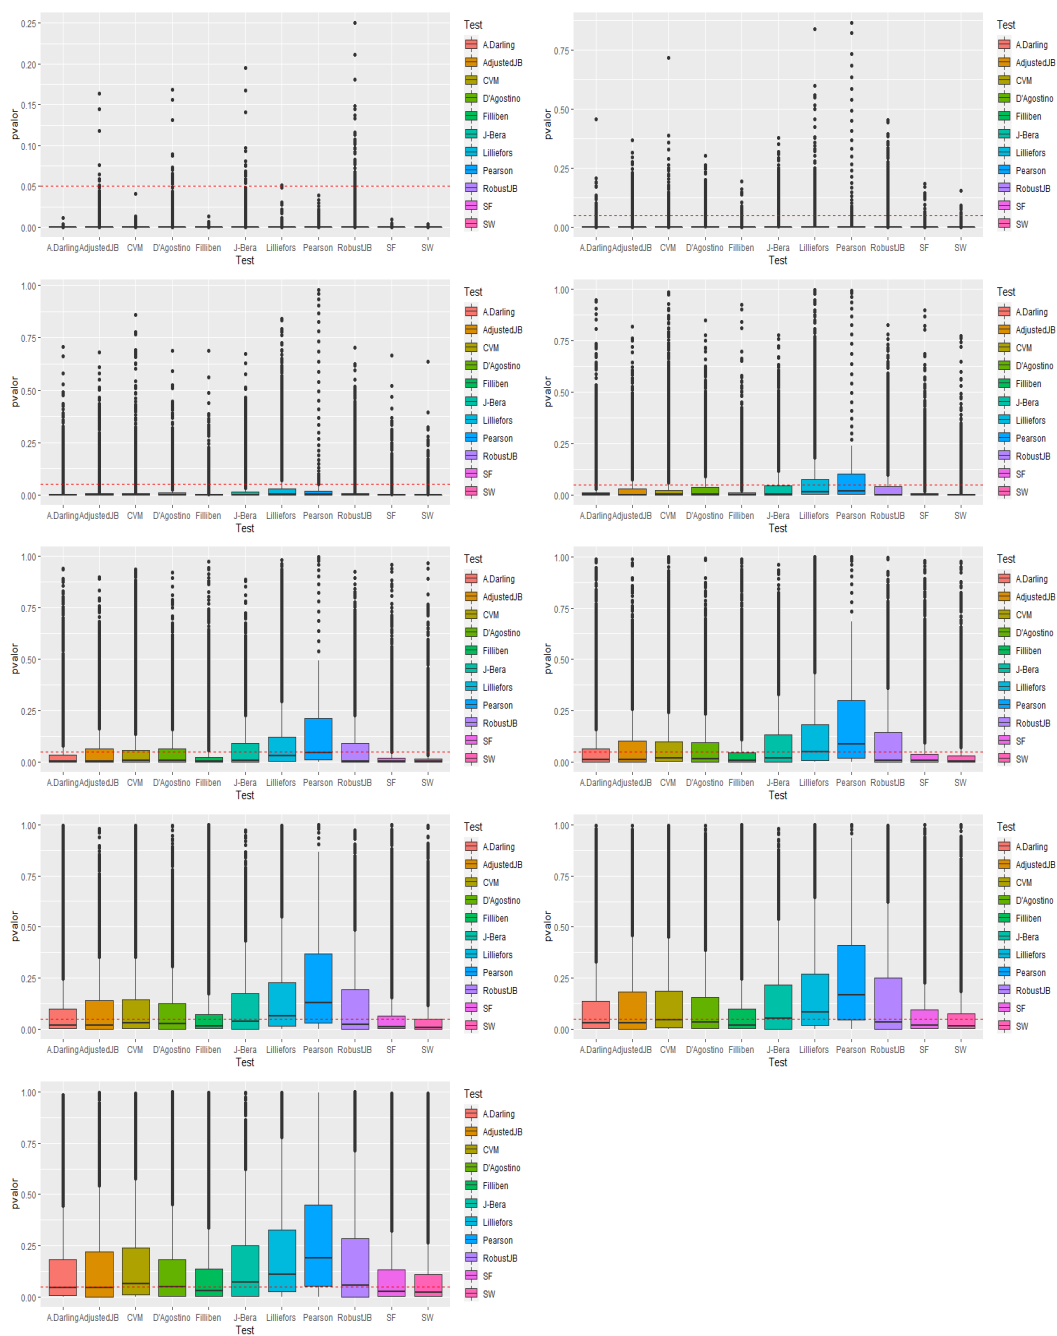 0.25
0.20
0.15
0.10
0.05
0.00
pvalor
A.Darling AdjustedJB CVM D'Agostino Filliben J-Bera Lilliefors Pearson RobustJB SF SW
Test
Test
A.Darling
AdjustedJB
CVM
D'Agostino
Filliben
J-Bera
Lilliefors
Pearson
RobustJB
SF
SW
0.75
0.50
0.25
0.00
pvalor
A.Darling AdjustedJB CVM D'Agostino Filliben J-Bera Lilliefors Pearson RobustJB SF SW
Test
Test
A.Darling
AdjustedJB
CVM
D'Agostino
Filliben
J-Bera
Lilliefors
Pearson
RobustJB
SF
SW
1.00
0.75
0.50
0.25
0.00
pvalor
A.Darling AdjustedJB CVM D'Agostino Filliben J-Bera Lilliefors Pearson RobustJB SF SW
Test
Test
A.Darling
AdjustedJB
CVM
D'Agostino
Filliben
J-Bera
Lilliefors
Pearson
RobustJB
SF
SW
1.00
0.75
0.50
0.25
0.00
pvalor
A.Darling AdjustedJB CVM D'Agostino Filliben J-Bera Lilliefors Pearson RobustJB SF SW
Test
Test
A.Darling
AdjustedJB
CVM
D'Agostino
Filliben
J-Bera
Lilliefors
Pearson
RobustJB
SF
SW
1.00
0.75
0.50
0.25
0.00
pvalor
A.Darling AdjustedJB CVM D'Agostino Filliben J-Bera Lilliefors Pearson RobustJB SF SW
Test
Test
A.Darling
AdjustedJB
CVM
D'Agostino
Filliben
J-Bera
Lilliefors
Pearson
RobustJB
SF
SW
1.00
0.75
0.50
0.25
0.00
pvalor
A.Darling AdjustedJB CVM D'Agostino Filliben J-Bera Lilliefors Pearson RobustJB SF SW
Test
Test
A.Darling
AdjustedJB
CVM
D'Agostino
Filliben
J-Bera
Lilliefors
Pearson
RobustJB
SF
SW
1.00
0.75
0.50
0.25
0.00
pvalor
A.Darling AdjustedJB CVM D'Agostino Filliben J-Bera Lilliefors Pearson RobustJB SF SW
Test
Test
A.Darling
AdjustedJB
CVM
D'Agostino
Filliben
J-Bera
Lilliefors
Pearson
RobustJB
SF
SW
1.00
0.75
0.50
0.25
0.00
pvalor
A.Darling AdjustedJB CVM D'Agostino Filliben J-Bera Lilliefors Pearson RobustJB SF SW
Test
Test
A.Darling
AdjustedJB
CVM
D'Agostino
Filliben
J-Bera
Lilliefors
Pearson
RobustJB
SF
SW
1.00
0.75
0.50
0.25
0.00
pvalor
A.Darling AdjustedJB CVM D'Agostino Filliben J-Bera Lilliefors Pearson RobustJB SF SW
Test
Test
A.Darling
AdjustedJB
CVM
D'Agostino
Filliben
J-Bera
Lilliefors
Pearson
RobustJB
SF
SW